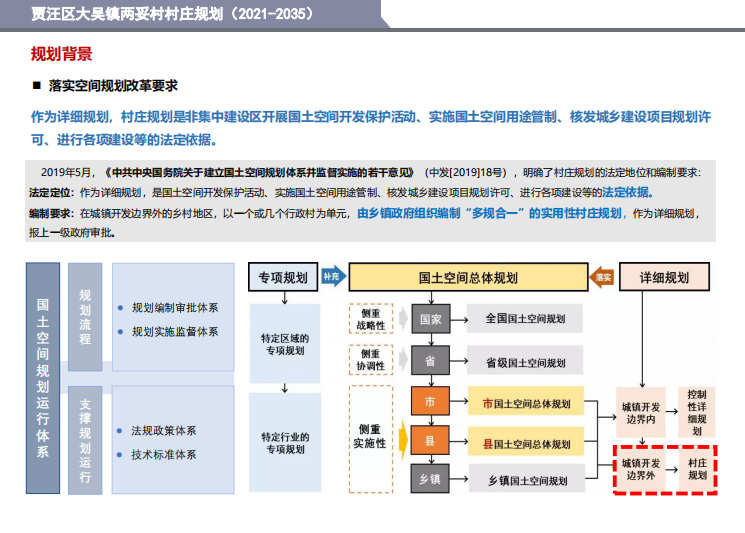 贾汪区大吴镇两妥村村庄规划（2021-2035）
规划背景
■ 落实空间规划改革要求
作为详细规划，村庄规划是非集中建设区开展国土空间开发保护活动、实施国土空间用途管制、核发城乡建设项目规划许
可、进行各项建设等的法定依据。
2019年5月，《中共中央国务院关于建立国土空间规划体系并监督实施的若干意见》（中发[2019]18号），明确了村庄规划的法定地位和编制要求：
法定定位：作为详细规划，是国土空间开发保护活动、实施国土空间用途管制、核发城乡建设项目规划许可、进行各项建设等的法定依据。
编制要求：在城镇开发边界外的乡村地区，以一个或几个行政村为单元，由乡镇政府组织编制“多规合一”的实用性村庄规划，作为详细规划，
报上一级政府审批。
国土空间规划运行体系
规划流程
● 规划编制审批体系
● 规划实施监督体系
支撑规划运行
● 法规政策体系
● 技术标准体系
专项规划
补充
国土空间总体规划
落实
详细规划
特定区域的
专项规划
特定行业的
专项规划
侧重
战略性
国家
全国国土空间规划
侧重
协调性
省
省级国土空间规划
侧重
实施性
市
市国土空间总体规划
县
县国土空间总体规划
乡镇
乡镇国土空间规划
城镇开发
边界内
控制
性详
细规
划
城镇开发
边界外
村庄
规划